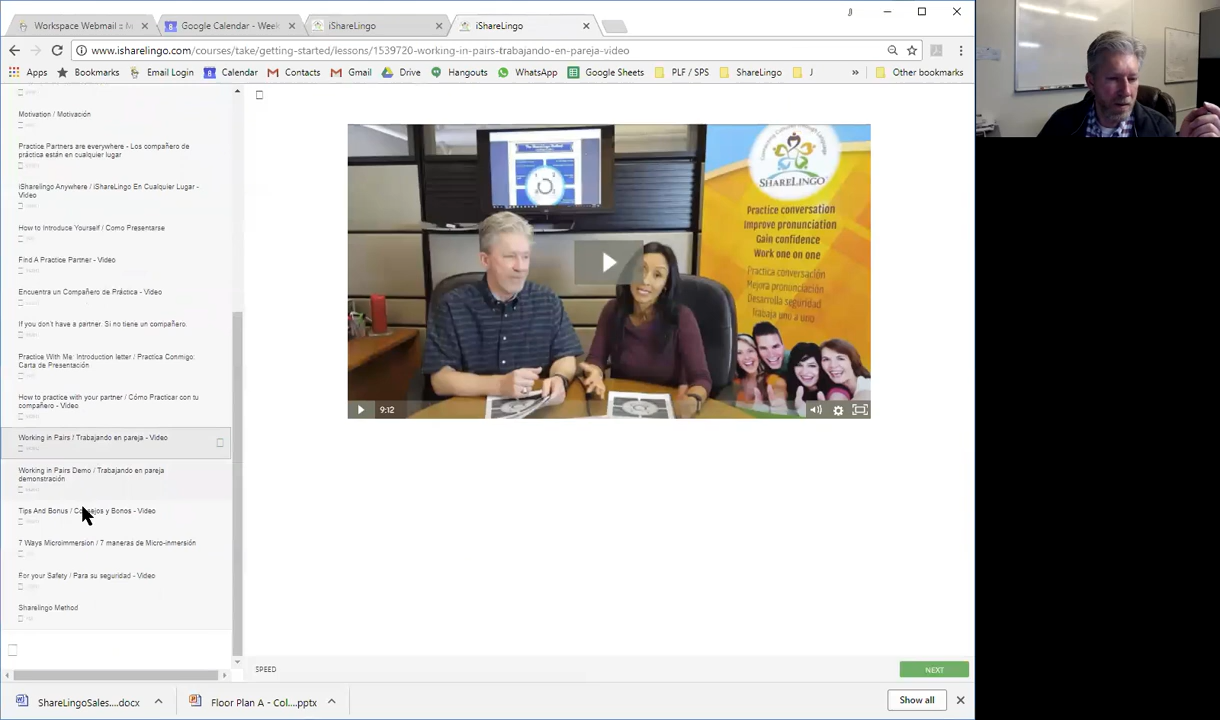 Workspace Webmail :: M
Google Calendar - Week
iShareLingo
iShareLingo
www.isharelingo.com/courses/take/getting-started/lessons/1539720-working-in-pairs-trabajando-en-pareja-video
Apps
Bookmarks
Email Login
Calendar
Contacts
Gmail
Drive
Hangouts
WhatsApp
Google Sheets
PLF / SPS
ShareLingo
J
»
Other bookmarks
Motivation / Motivación
Practice Partners are everywhere - Los compañero de
práctica están en cualquier lugar
iSharelingo Anywhere / iShareLingo En Cualquier Lugar -
Video
How to Introduce Yourself / Como Presentarse
Find A Practice Partner - Video
Encuentra un Compañero de Práctica - Video
If you don't have a partner. Si no tiene un compañero.
Practice With Me: Introduction letter / Practica Conmigo:
Carta de Presentación
How to practice with your partner / Cómo Practicar con tu
compañero - Video
Working in Pairs / Trabajando en pareja - Video
Working in Pairs Demo / Trabajando en pareja
demonstración
Tips And Bonus / Consejos y Bonos - Video
7 Ways Microimmersion / 7 maneras de Micro-inmersión
For your Safety / Para su seguridad - Video
Sharelingo Method
SHARELINGO
Practice conversation
Improve pronunciation
Gain confidence
Work one on one
Practica conversación
Mejora pronunciación
Desarrolla seguridad
Trabaja uno a uno
9:12
SPEED
NEXT
ShareLingoSales....docx
Floor Plan A - Col....pptx
Show all